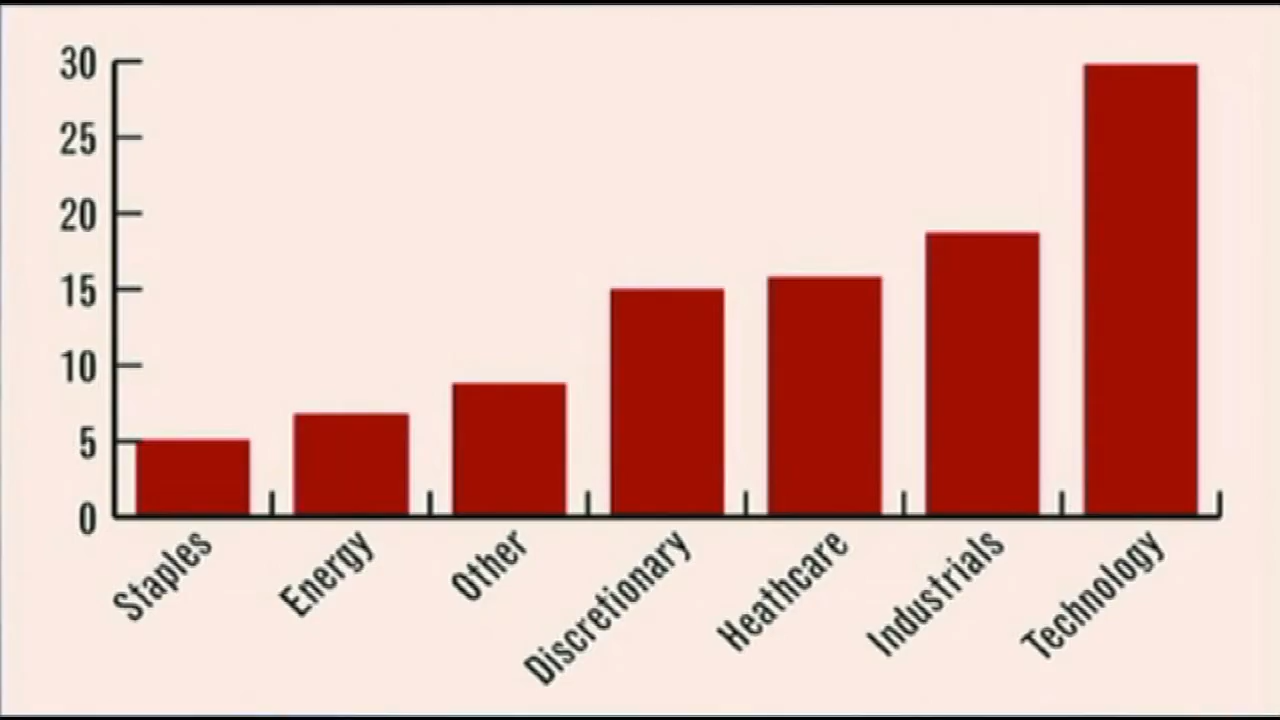 30
25
20
15
10
5
0
Staples
Energy
Other
Discretionary
Heathcare
Industrials
Technology